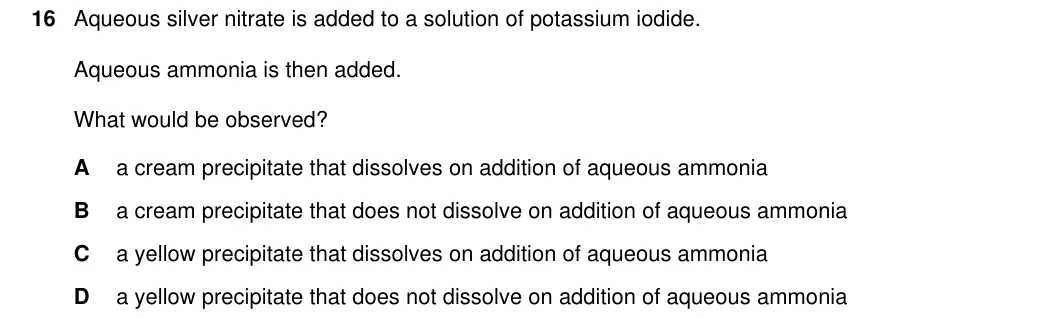 16 Aqueous silver nitrate is added to a solution of potassium iodide.
Aqueous ammonia is then added.
What would be observed?
A a cream precipitate that dissolves on addition of aqueous ammonia
B a cream precipitate that does not dissolve on addition of aqueous ammonia
C a yellow precipitate that dissolves on addition of aqueous ammonia
D a yellow precipitate that does not dissolve on addition of aqueous ammonia